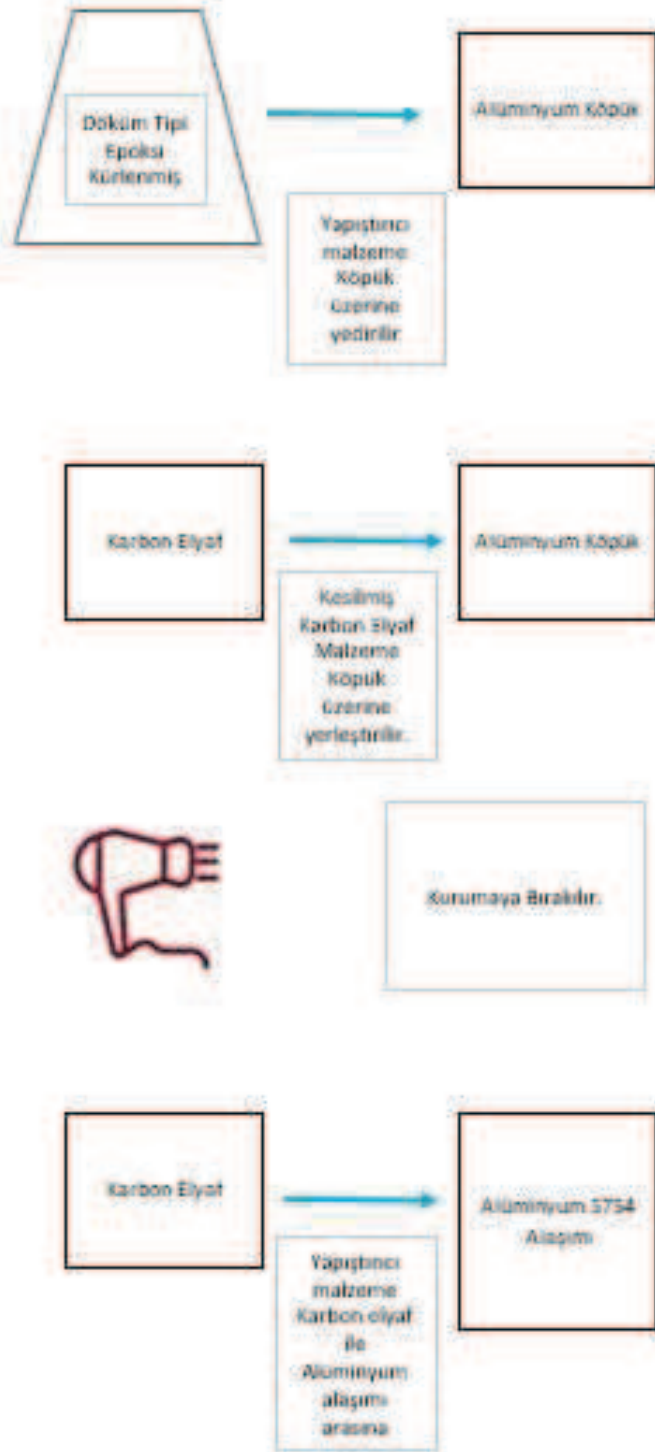 Döküm Tipi
Epoksi
Kürlenmiş
Alüminyum Köpük
Yapıştırıcı
malzeme
Köpük
üzerine
yedirilir
Karbon Elyaf
Alüminyum Köpük
Kesilmiş
Karbon Elyaf
Malzeme
Köpük
üzerine
yerleştirilir.
Kurumaya Bırakılır.
Karbon Elyaf
Alüminyum 5754
Alaşımı
Yapıştırıcı
malzeme
Karbon elyaf
ile
Alüminyum
alaşımı
arasına